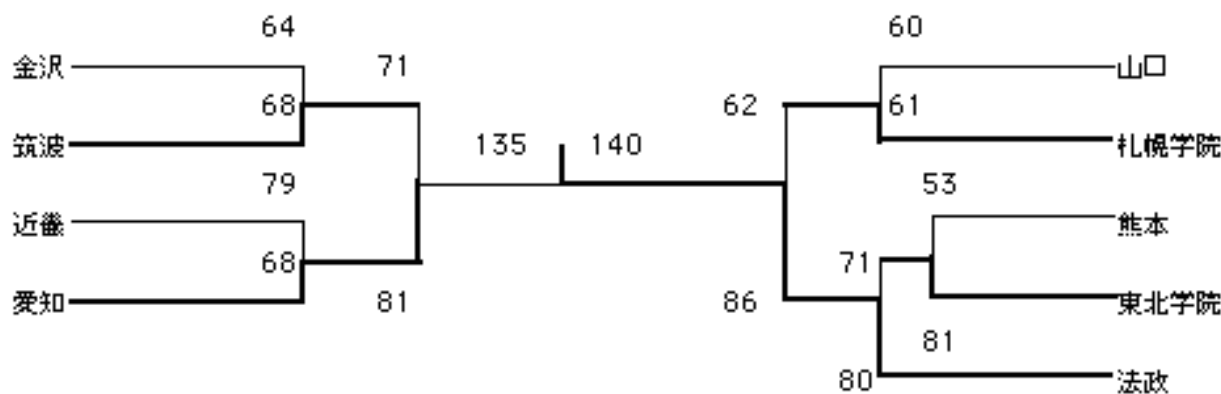 64 60
金沢 71 山口
68 62 61
筑波 135 140 札幌学院
79 53
近畿 熊本
68 71
愛知 81 86 東北学院
81
80 法政